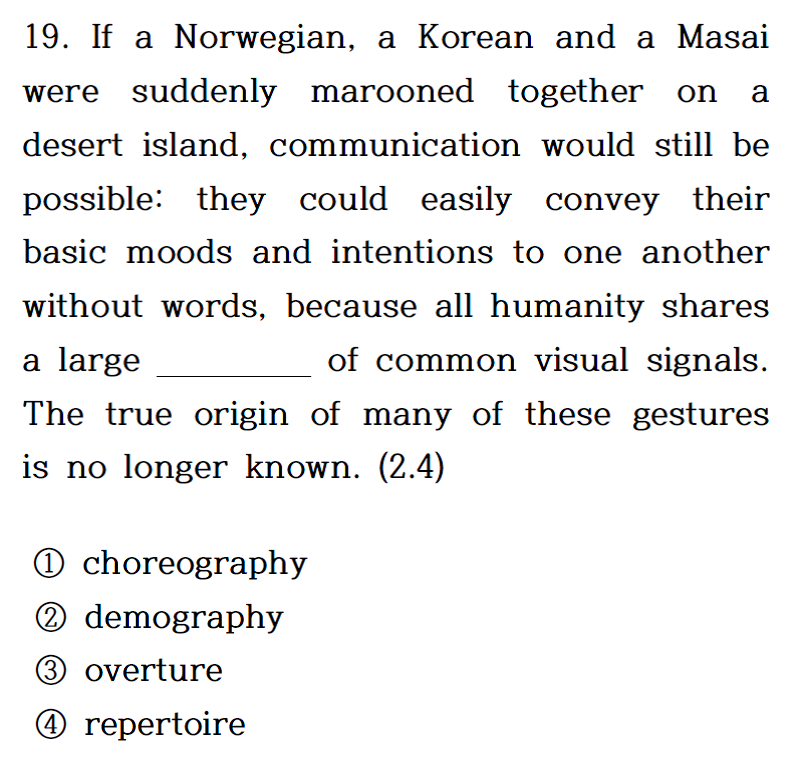 19. If a Norwegian, a Korean and a Masai
were suddenly marooned together on a
desert island, communication would still be
possible: they could easily convey their
basic moods and intentions to one another
without words, because all humanity shares
a large __________ of common visual signals.
The true origin of many of these gestures
is no longer known. (2.4)
① choreography
② demography
③ overture
④ repertoire